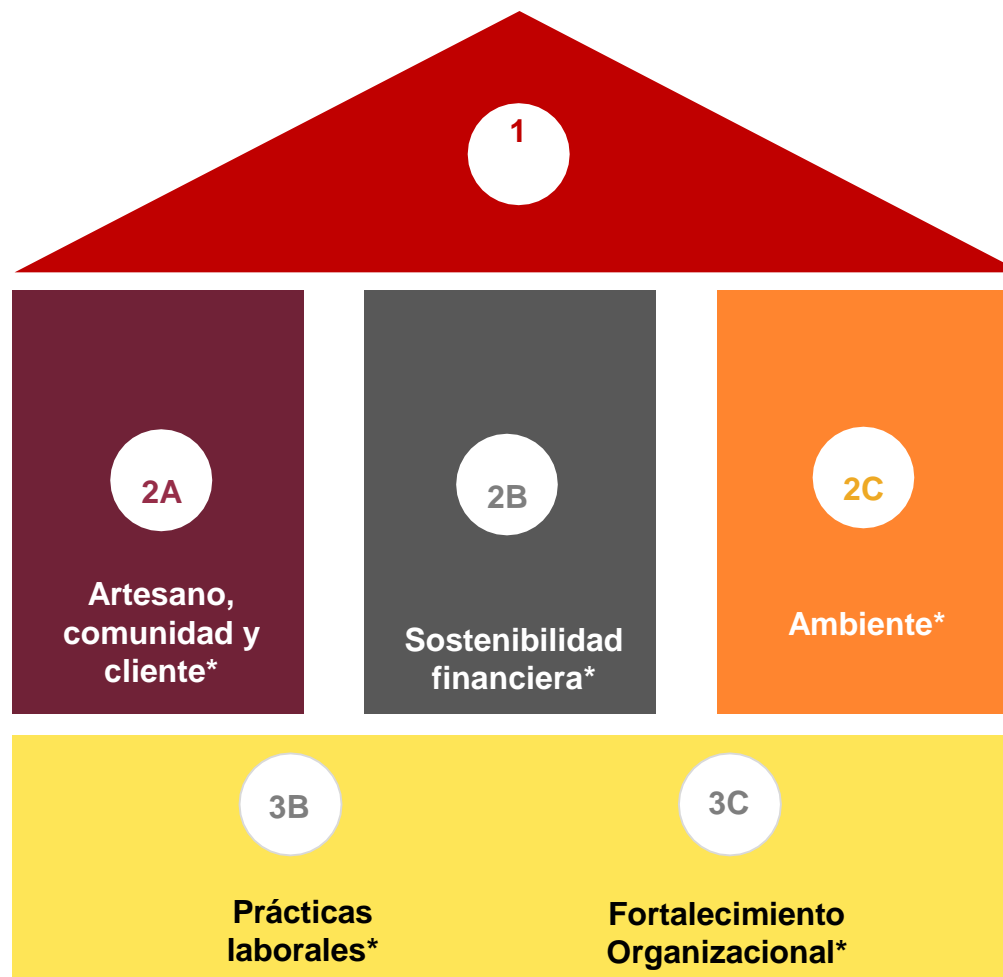 1
2A
Artesano,
comunidad y
cliente*
2B
Sostenibilidad
financiera*
2C
Ambiente*
3B
Prácticas
laborales*
3C
Fortalecimiento
Organizacional*